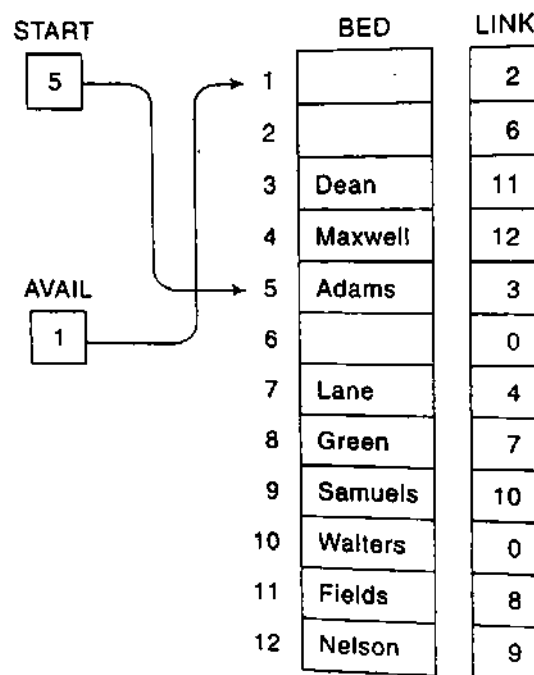 START BED LINK
5 1 2
2 6
3 Dean 11
4 Maxwell 12
AVAIL 5 Adams 3
1 6 0
7 Lane 4
8 Green 7
9 Samuels 10
10 Walters 0
11 Fields 8
12 Nelson 9